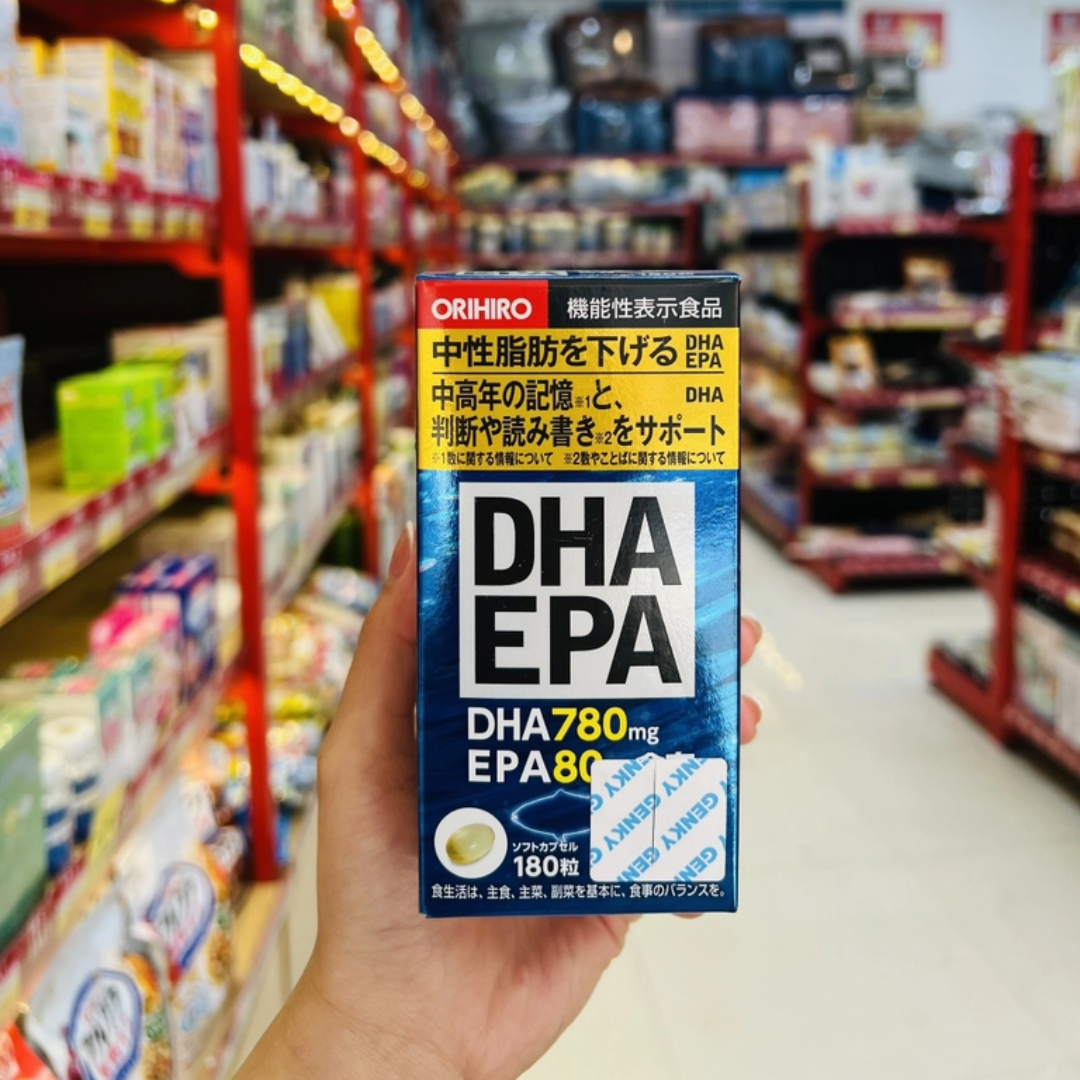 ORIHIRO 機能性表示食品
中性脂肪を下げる DHA EPA
中高年の記憶※1と、 DHA
判断や読み書き※2をサポート
※1数に関する情報について ※2数やことばに関する情報について
DHA
EPA
DHA780mg
EPA80
ソフトカプセル
180粒
GENKY GENKY GENKY
食生活は、主食、主菜、副菜を基本に、食事のバランスを。